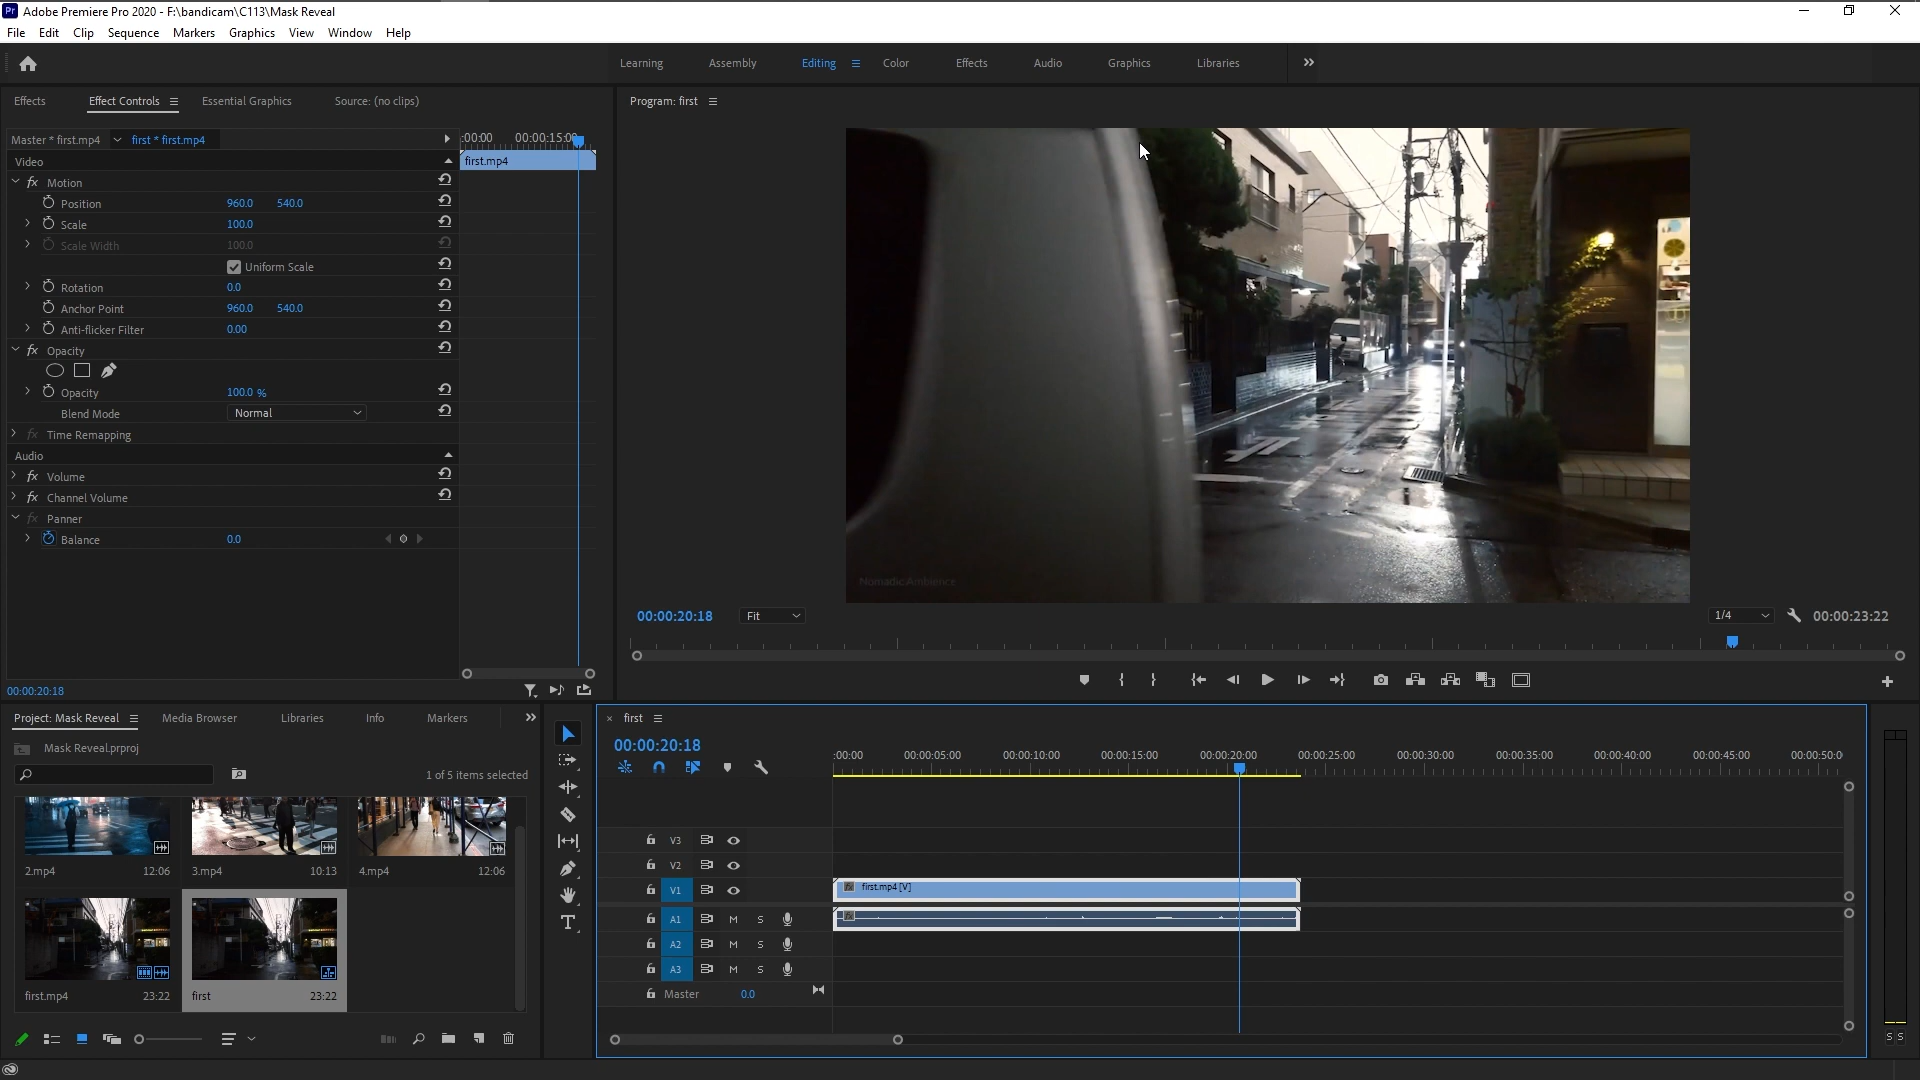 Adobe Premiere Pro 2020 - F:\bandicam\C113\Mask Reveal
File Edit Clip Sequence Markers Graphics View Window Help
Learning Assembly Editing Color Effects Audio Graphics Libraries
Effects Effect Controls Essential Graphics Source: (no clips)
Program: first
Master * first.mp4 first * first.mp4 :00:00 00:00:15:00
Video first.mp4
fx Motion
Position 960.0 540.0
Scale 100.0
Scale Width 100.0
Uniform Scale
Rotation 0.0
Anchor Point 960.0 540.0
Anti-flicker Filter 0.00
fx Opacity
Opacity 100.0 %
Blend Mode Normal
fx Time Remapping
Audio
fx Volume
fx Channel Volume
fx Panner
Balance 0.0
Nomadic Ambience
00:00:20:18 Fit 1/4 00:00:23:22
00:00:20:18
Project: Mask Reveal Media Browser Libraries Info Markers
Mask Reveal.prproj
1 of 5 items selected
2.mp4 12:06 3.mp4 10:13 4.mp4 12:06
first.mp4 23:22 first 23:22
first
00:00:20:18
:00:00 00:00:05:00 00:00:10:00 00:00:15:00 00:00:20:00 00:00:25:00 00:00:30:00 00:00:35:00 00:00:40:00 00:00:45:00 00:00:50:0
V3
V2
V1 first.mp4 [V]
A1 M S
A2 M S
A3 M S
Master 0.0
S S